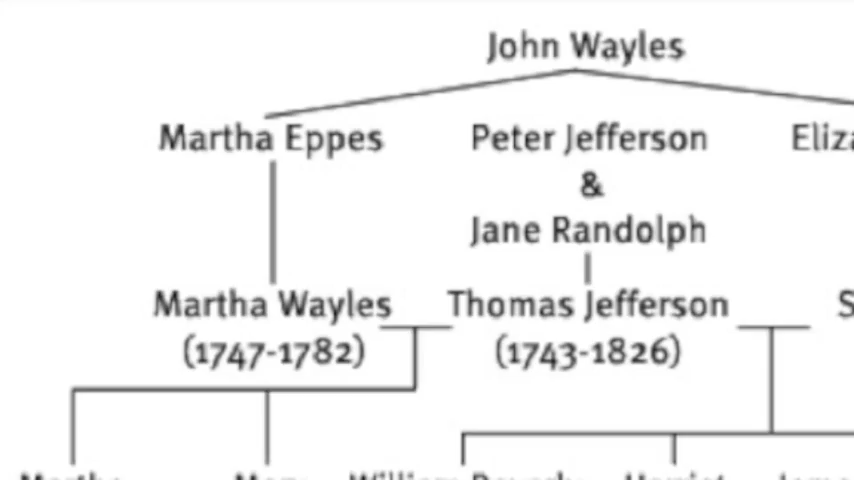 John Wayles
Martha Eppes Peter Jefferson
&
Jane Randolph
Martha Wayles Thomas Jefferson
(1747-1782) (1743-1826)